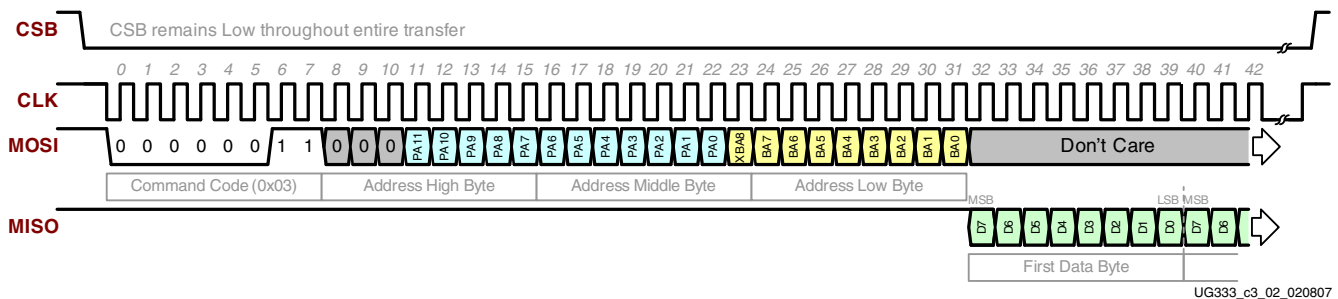 CSB CSB remains Low throughout entire transfer
0 1 2 3 4 5 6 7 8 9 10 11 12 13 14 15 16 17 18 19 20 21 22 23 24 25 26 27 28 29 30 31 32 33 34 35 36 37 38 39 40 41 42
CLK
MOSI 0 0 0 0 0 0 1 1 0 0 0 PA11 PA10 PA9 PA8 PA7 PA6 PA5 PA4 PA3 PA2 PA1 PA0 XBA8 BA7 BA6 BA5 BA4 BA3 BA2 BA1 BA0 Don't Care
Command Code (0x03) Address High Byte Address Middle Byte Address Low Byte
MSB LSB MSB
MISO D7 D6 D5 D4 D3 D2 D1 D0 D7 D6
First Data Byte
UG333_c3_02_020807